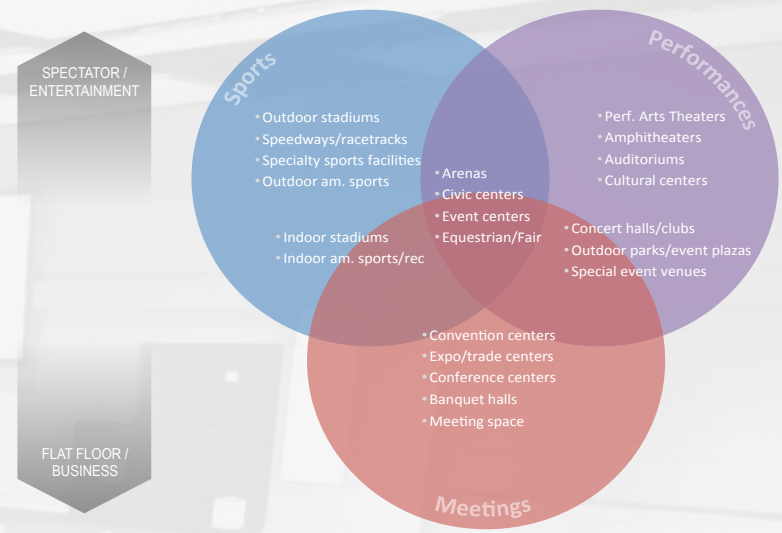 SPECTATOR /
ENTERTAINMENT
FLAT FLOOR /
BUSINESS
Sports
• Outdoor stadiums
• Speedways/racetracks
• Specialty sports facilities
• Outdoor am. sports
• Indoor stadiums
• Indoor am. sports/rec
• Arenas
• Civic centers
• Event centers
• Equestrian/Fair
Performances
• Perf. Arts Theaters
• Amphitheaters
• Auditoriums
• Cultural centers
• Concert halls/clubs
• Outdoor parks/event plazas
• Special event venues
• Convention centers
• Expo/trade centers
• Conference centers
• Banquet halls
• Meeting space
Meetings